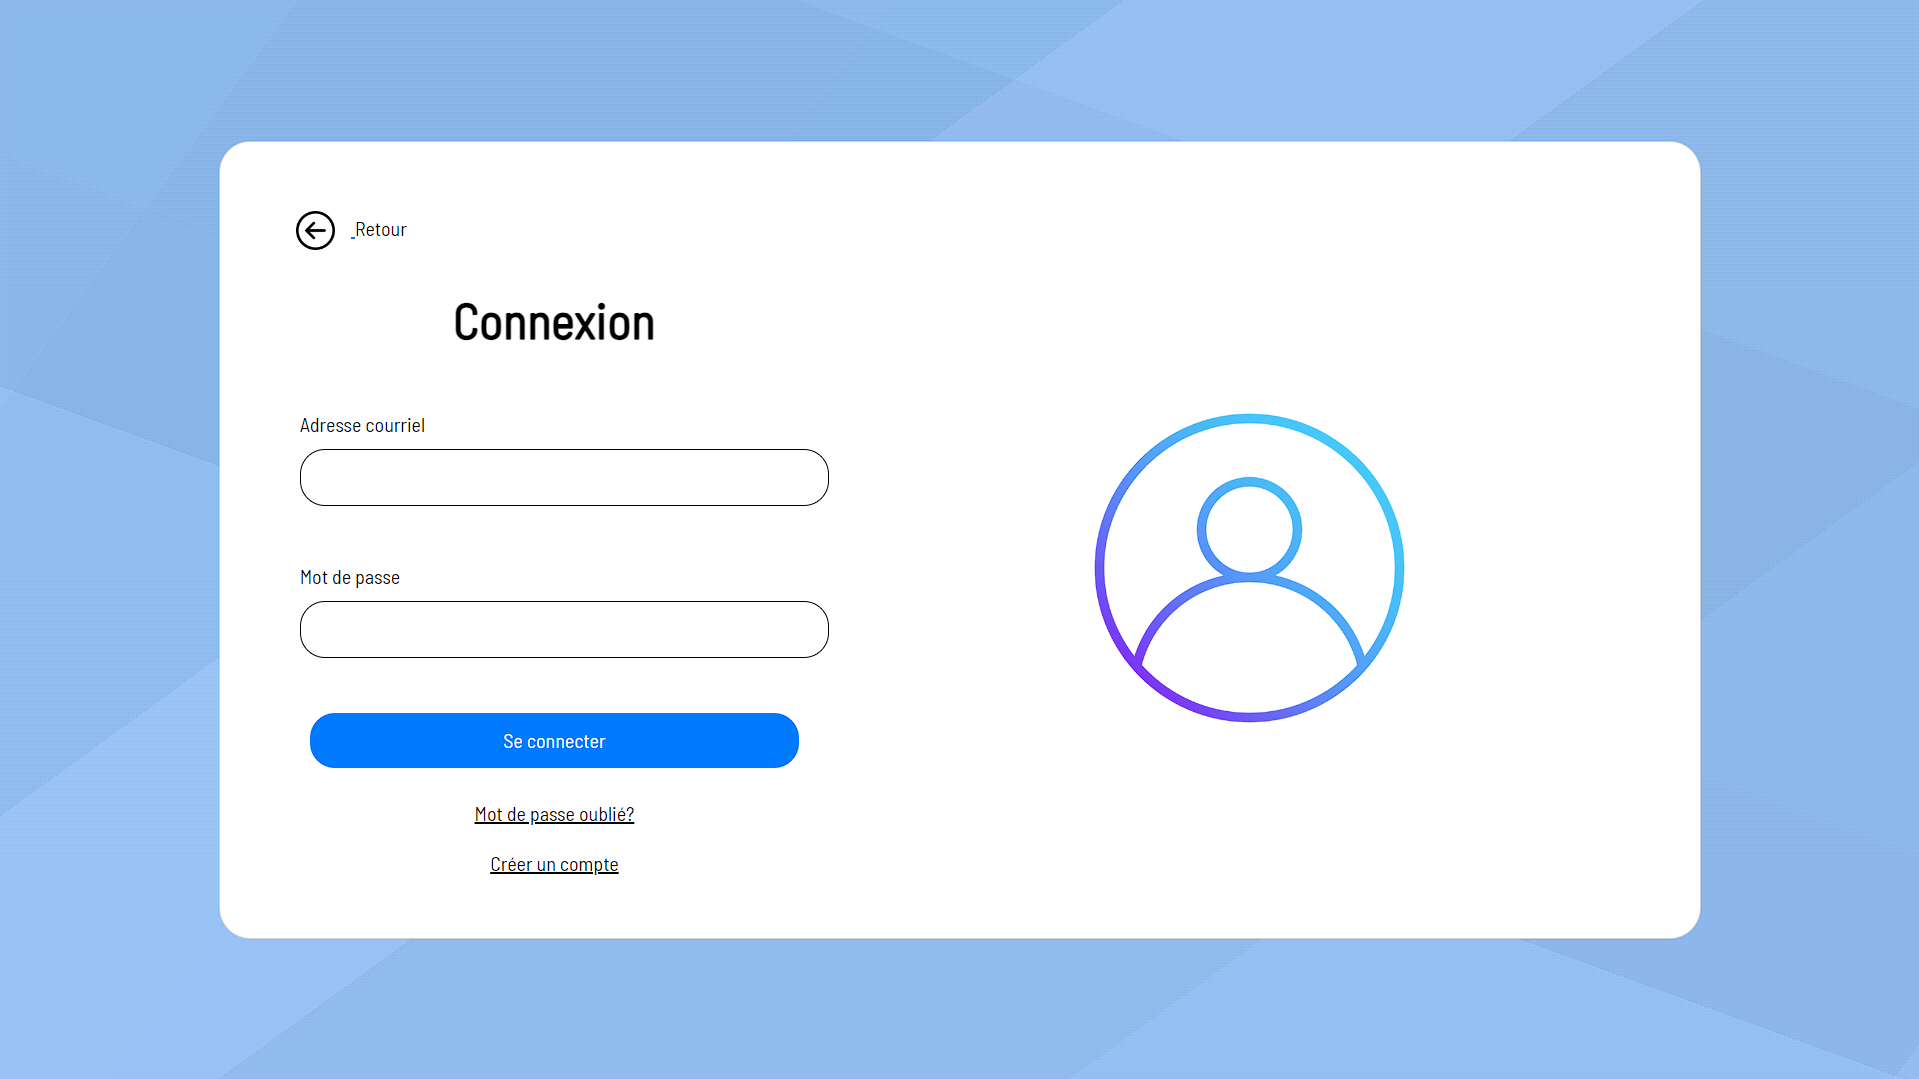 Retour
Connexion
Adresse courriel
Mot de passe
Se connecter
Mot de passe oublié?
Créer un compte